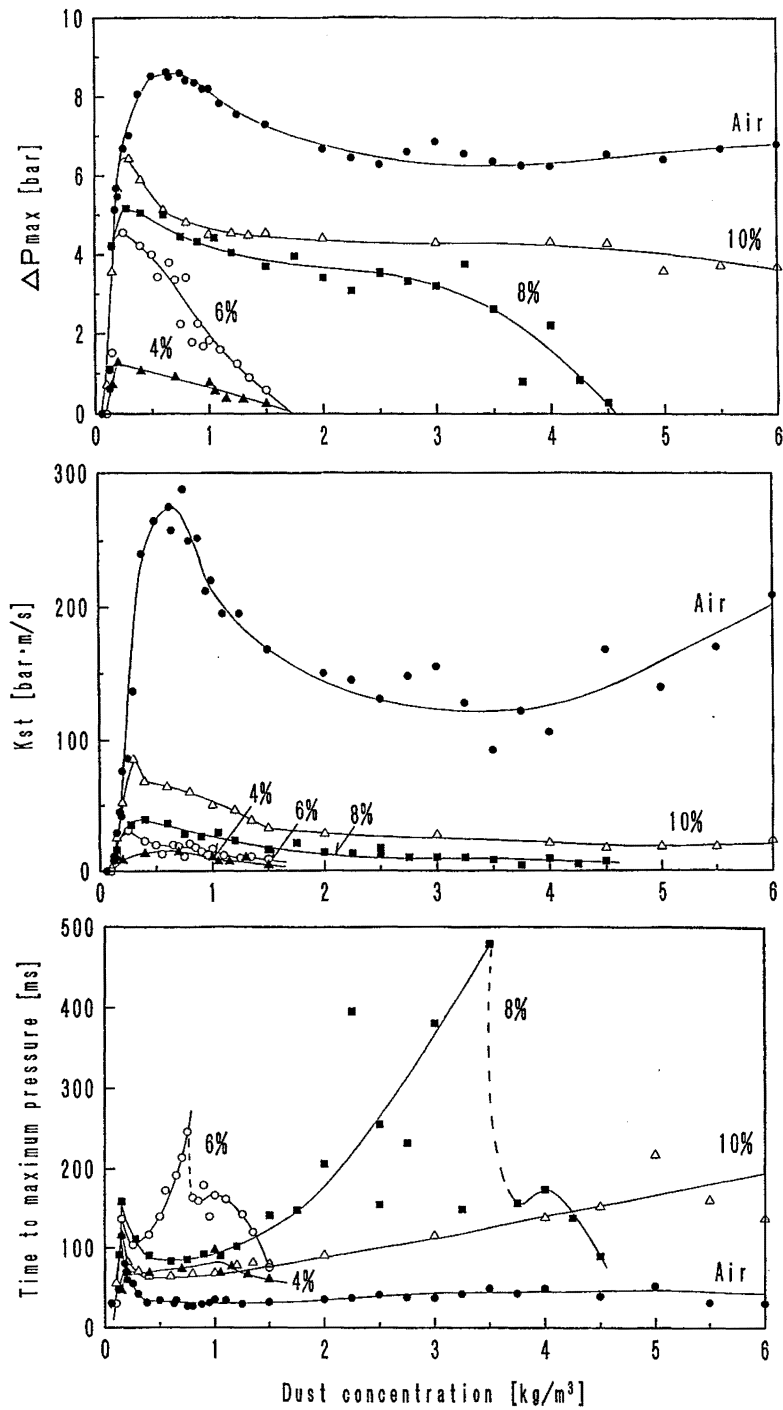 10
8
6
4
2
0
ΔPmax [bar]
Air
10%
8%
6%
4%
0 1 2 3 4 5 6
300
200
100
0
Kst [bar·m/s]
Air
4%
6%
8%
10%
0 1 2 3 4 5 6
500
400
300
200
100
0
Time to maximum pressure [ms]
8%
6%
10%
4%
Air
0 1 2 3 4 5 6
Dust concentration [kg/m³]